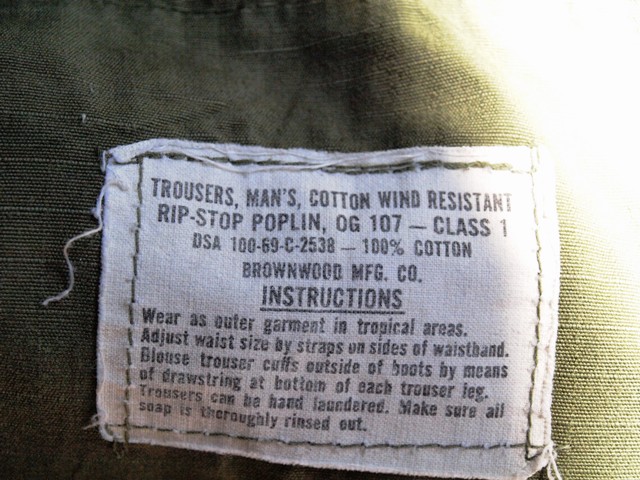 TROUSERS, MAN'S, COTTON WIND RESISTANT
RIP-STOP POPLIN, OG 107 — CLASS 1
DSA 100-69-C-2538 — 100% COTTON
BROWNWOOD MFG. CO.
INSTRUCTIONS
Wear as outer garment in tropical areas.
Adjust waist size by straps on sides of waistband.
Blouse trouser cuffs outside of boots by means
of drawstring at bottom of each trouser leg.
Trousers can be hand laundered. Make sure all
soap is thoroughly rinsed out.